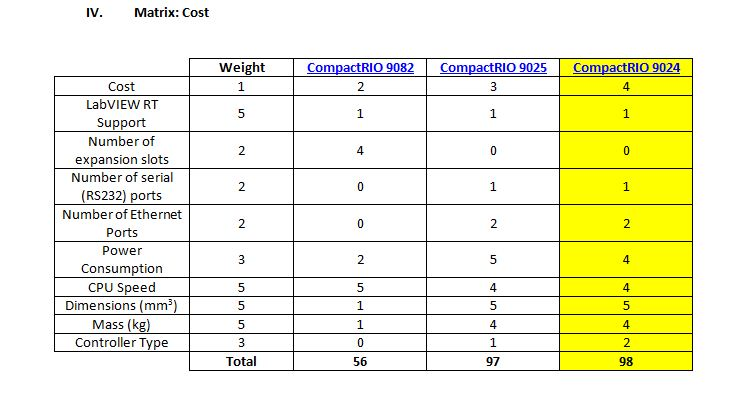 IV. Matrix: Cost
Weight CompactRIO 9082 CompactRIO 9025 CompactRIO 9024
Cost 1 2 3 4
LabVIEW RT
Support 5 1 1 1
Number of
expansion slots 2 4 0 0
Number of serial
(RS232) ports 2 0 1 1
Number of Ethernet
Ports 2 0 2 2
Power
Consumption 3 2 5 4
CPU Speed 5 5 4 4
Dimensions (mm³) 5 1 5 5
Mass (kg) 5 1 4 4
Controller Type 3 0 1 2
Total 56 97 98